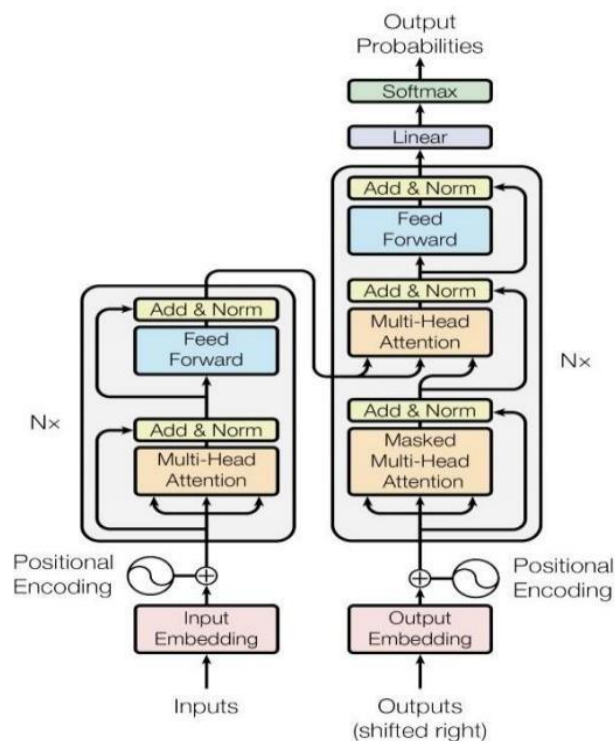 Output
Probabilities
Softmax
Linear
Add & Norm
Feed
Forward
Add & Norm
Multi-Head
Attention
Nx
Add & Norm
Masked
Multi-Head
Attention
Add & Norm
Feed
Forward
Nx
Add & Norm
Multi-Head
Attention
Positional
Encoding
Positional
Encoding
Input
Embedding
Output
Embedding
Inputs
Outputs
(shifted right)